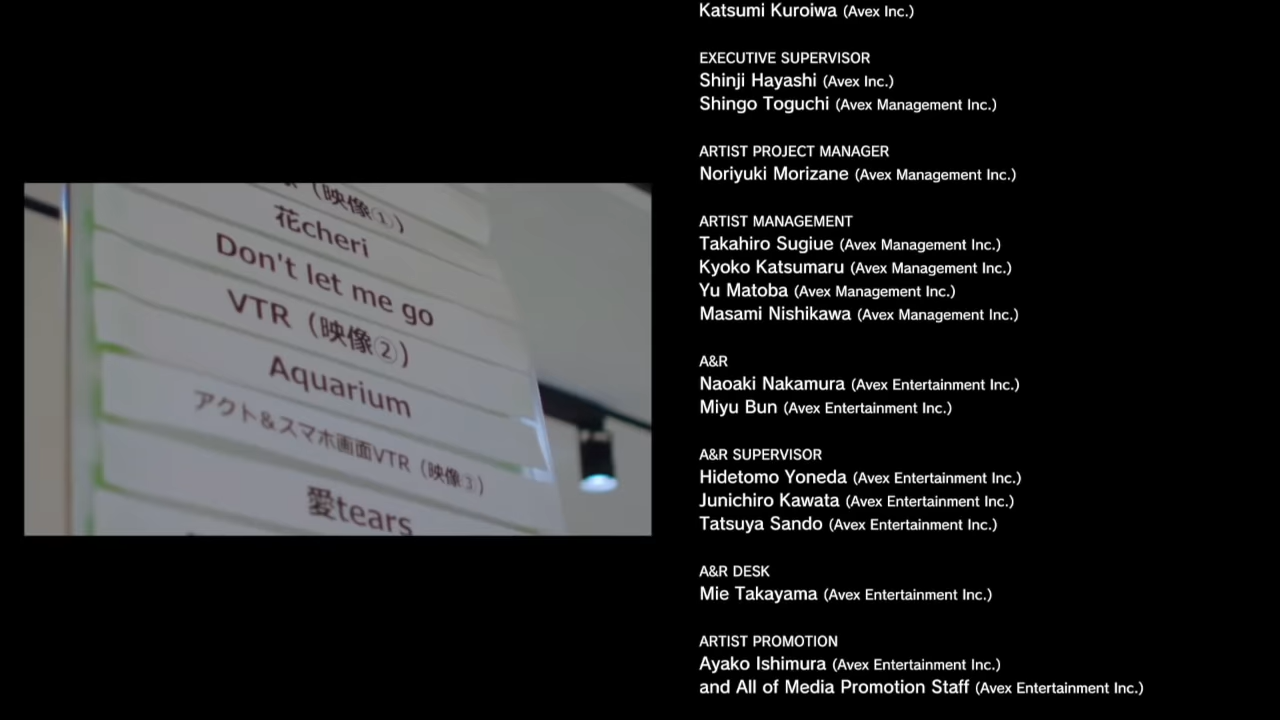 (映像①)
花cheri
Don't let me go
VTR (映像②)
Aquarium
アクト&スマホ画面VTR (映像③)
愛tears
Katsumi Kuroiwa (Avex Inc.)
EXECUTIVE SUPERVISOR
Shinji Hayashi (Avex Inc.)
Shingo Toguchi (Avex Management Inc.)
ARTIST PROJECT MANAGER
Noriyuki Morizane (Avex Management Inc.)
ARTIST MANAGEMENT
Takahiro Sugiue (Avex Management Inc.)
Kyoko Katsumaru (Avex Management Inc.)
Yu Matoba (Avex Management Inc.)
Masami Nishikawa (Avex Management Inc.)
A&R
Naoaki Nakamura (Avex Entertainment Inc.)
Miyu Bun (Avex Entertainment Inc.)
A&R SUPERVISOR
Hidetomo Yoneda (Avex Entertainment Inc.)
Junichiro Kawata (Avex Entertainment Inc.)
Tatsuya Sando (Avex Entertainment Inc.)
A&R DESK
Mie Takayama (Avex Entertainment Inc.)
ARTIST PROMOTION
Ayako Ishimura (Avex Entertainment Inc.)
and All of Media Promotion Staff (Avex Entertainment Inc.)